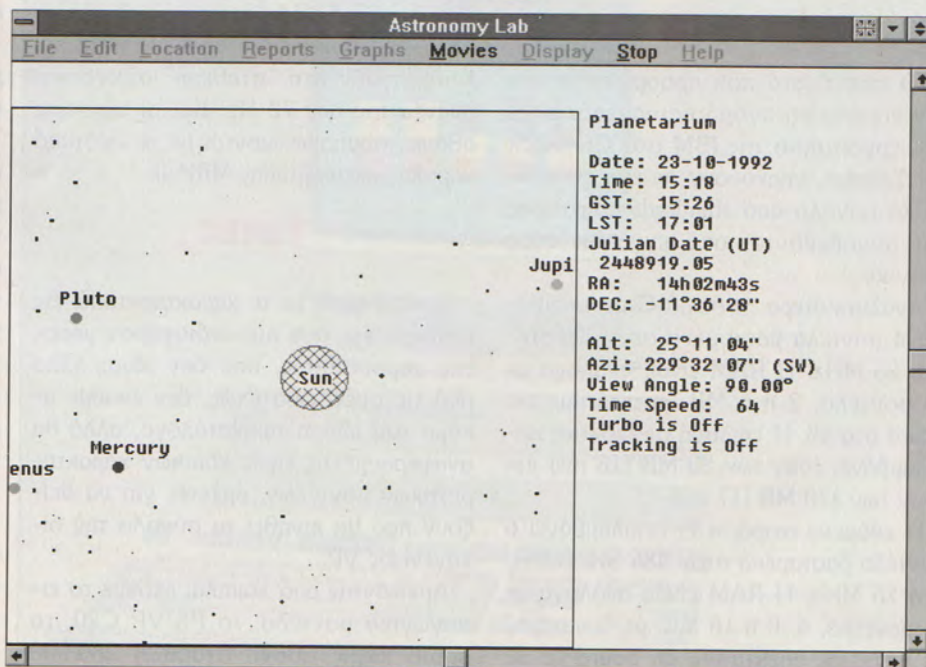 Astronomy Lab
File Edit Location Reports Graphs Movies Display Stop Help
Planetarium
Date: 23-10-1992
Time: 15:18
GST: 15:26
LST: 17:01
Julian Date (UT)
2448919.05
RA: 14h02m43s
DEC: 11°36'28"
Alt: 25°11'04"
Azi: 229°22'07" (SW)
View Angle: 90.00°
Time Speed: 64
Turbo is Off
Tracking is Off
Jupi
Pluto
Sun
Mercury
enus